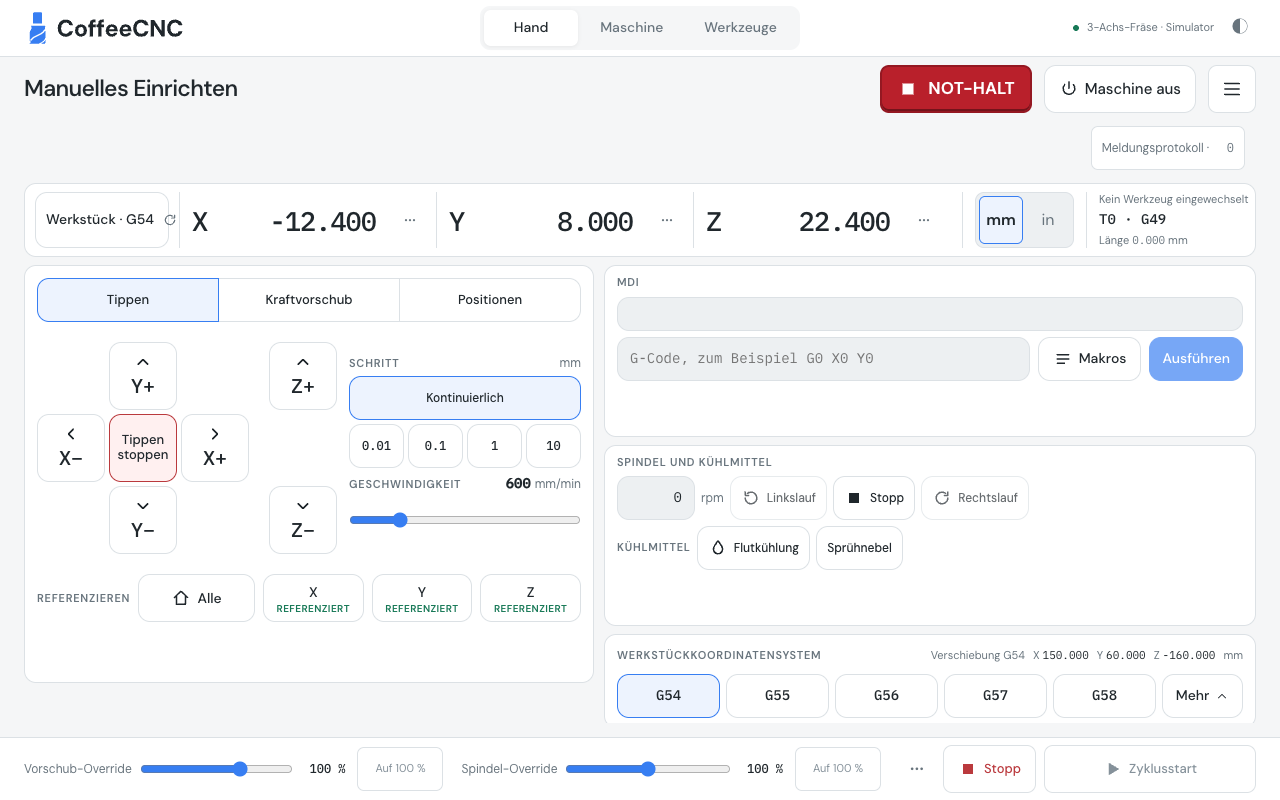 CoffeeCNC
Hand
Maschine
Werkzeuge
3-Achs-Fräse · Simulator
Manuelles Einrichten
NOT-HALT
Maschine aus
Meldungsprotokoll · 0
Werkstück · G54
X -12.400 ···
Y 8.000 ···
Z 22.400 ···
mm
in
Kein Werkzeug eingewechselt
T0 · G49
Länge 0.000 mm
Tippen
Kraftvorschub
Positionen
Y+
Z+
X−
Tippen
stoppen
X+
Y−
Z−
SCHRITT mm
Kontinuierlich
0.01
0.1
1
10
GESCHWINDIGKEIT 600 mm/min
REFERENZIEREN
Alle
X
REFERENZIERT
Y
REFERENZIERT
Z
REFERENZIERT
MDI
G-Code, zum Beispiel G0 X0 Y0
Makros
Ausführen
SPINDEL UND KÜHLMITTEL
0 rpm
Linkslauf
Stopp
Rechtslauf
KÜHLMITTEL
Flutkühlung
Sprühnebel
WERKSTÜCKKOORDINATENSYSTEM
Verschiebung G54 X 150.000 Y 60.000 Z -160.000 mm
G54
G55
G56
G57
G58
Mehr
Vorschub-Override 100 %
Auf 100 %
Spindel-Override 100 %
Auf 100 %
···
Stopp
Zyklusstart